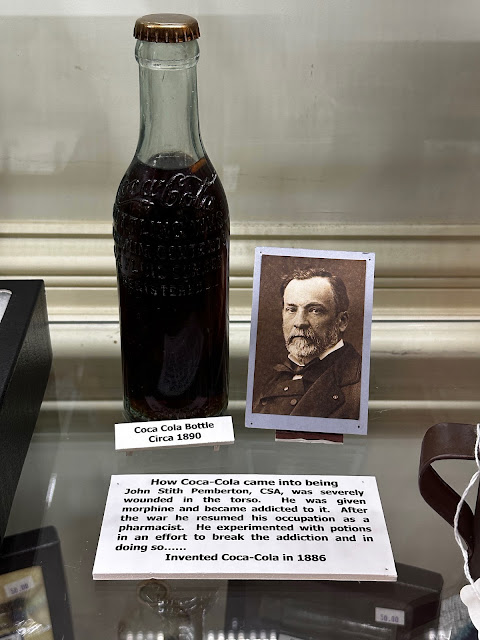 Coca-Cola
Coca Cola Bottle
Circa 1890
How Coca-Cola came into being
John Stith Pemberton, CSA, was severely
wounded in the torso. He was given
morphine and became addicted to it. After
the war he resumed his occupation as a
pharmacist. He experimented with potions
in an effort to break the addiction and in
doing so......
Invented Coca-Cola in 1886